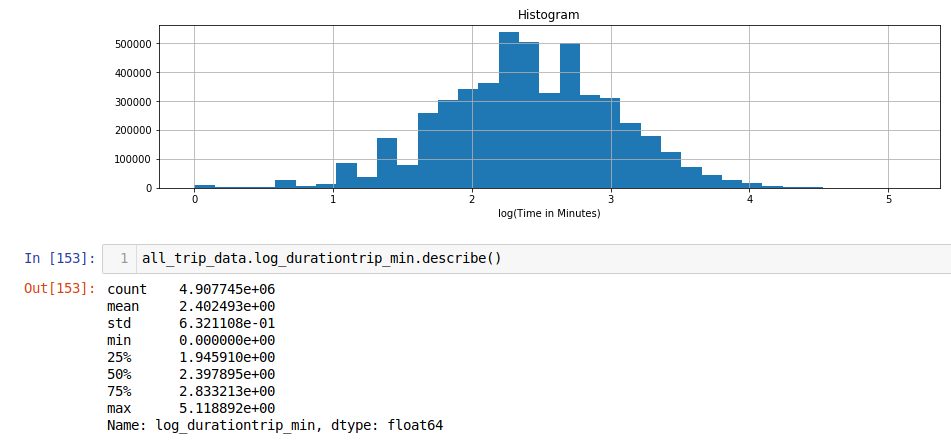 Histogram
500000
400000
300000
200000
100000
0
0 1 2 3 4 5
log(Time in Minutes)
In [153]: 1 all_trip_data.log_durationtrip_min.describe()
Out[153]: count 4.907745e+06
mean 2.402493e+00
std 6.321108e-01
min 0.000000e+00
25% 1.945910e+00
50% 2.397895e+00
75% 2.833213e+00
max 5.118892e+00
Name: log_durationtrip_min, dtype: float64